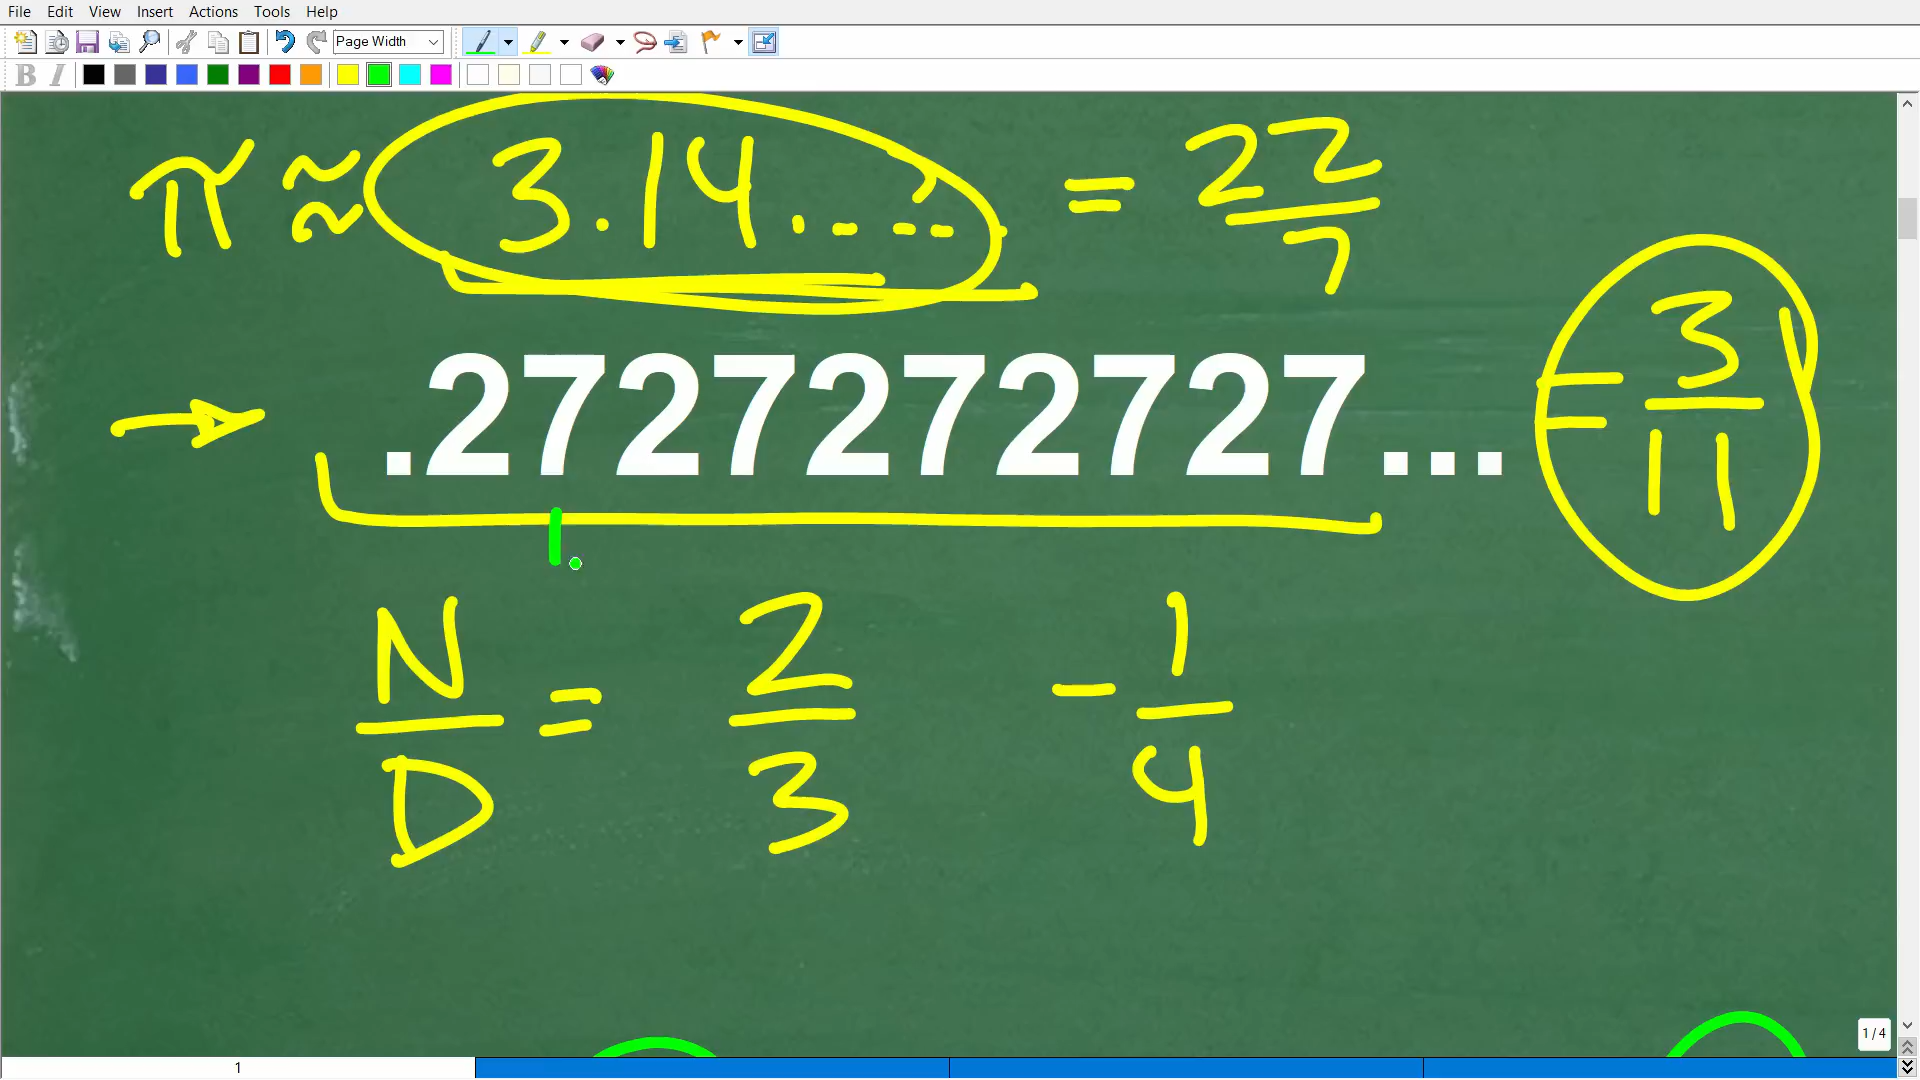 File Edit View Insert Actions Tools Help
Page Width
B I
π ≈ 3.14..-- -- . = 22/7
→ .2727272727... = 3/11
N/D = 2/3 -1/4
1 / 4
1